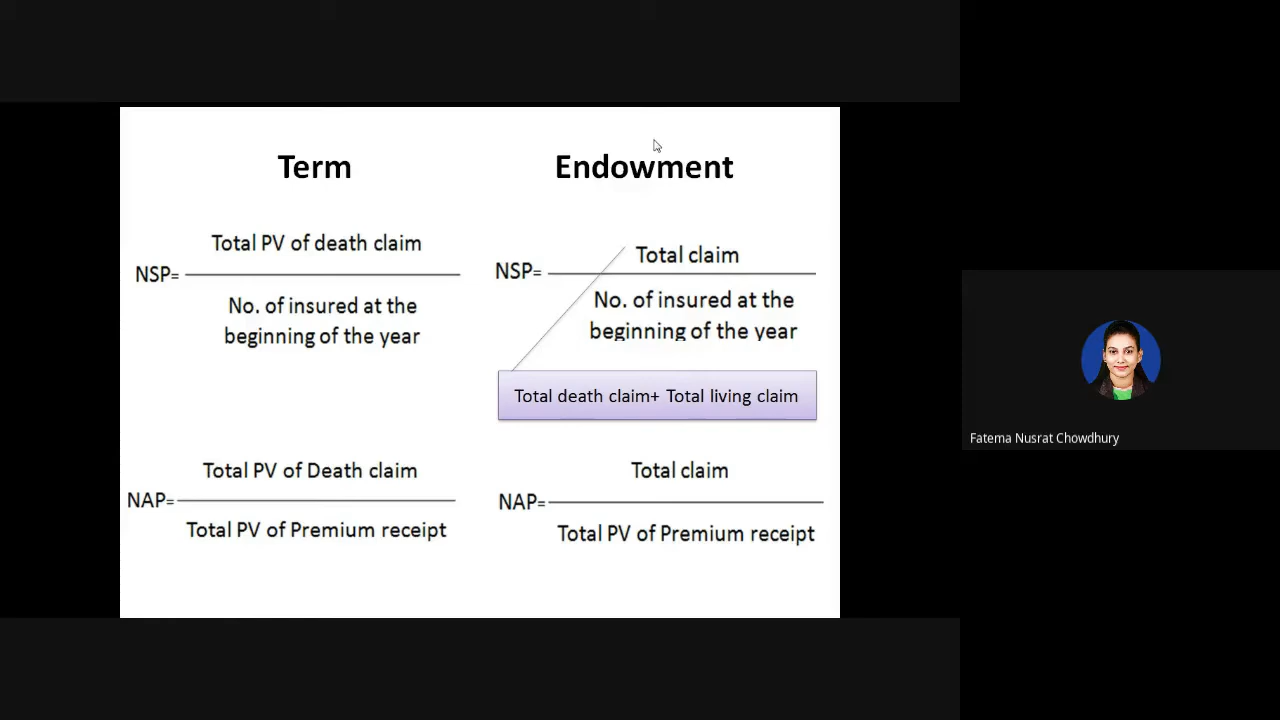 Term
Total PV of death claim
NSP=
No. of insured at the
beginning of the year
Total PV of Death claim
NAP=
Total PV of Premium receipt
Endowment
Total claim
NSP=
No. of insured at the
beginning of the year
Total death claim+ Total living claim
Total claim
NAP=
Total PV of Premium receipt
Fatema Nusrat Chowdhury